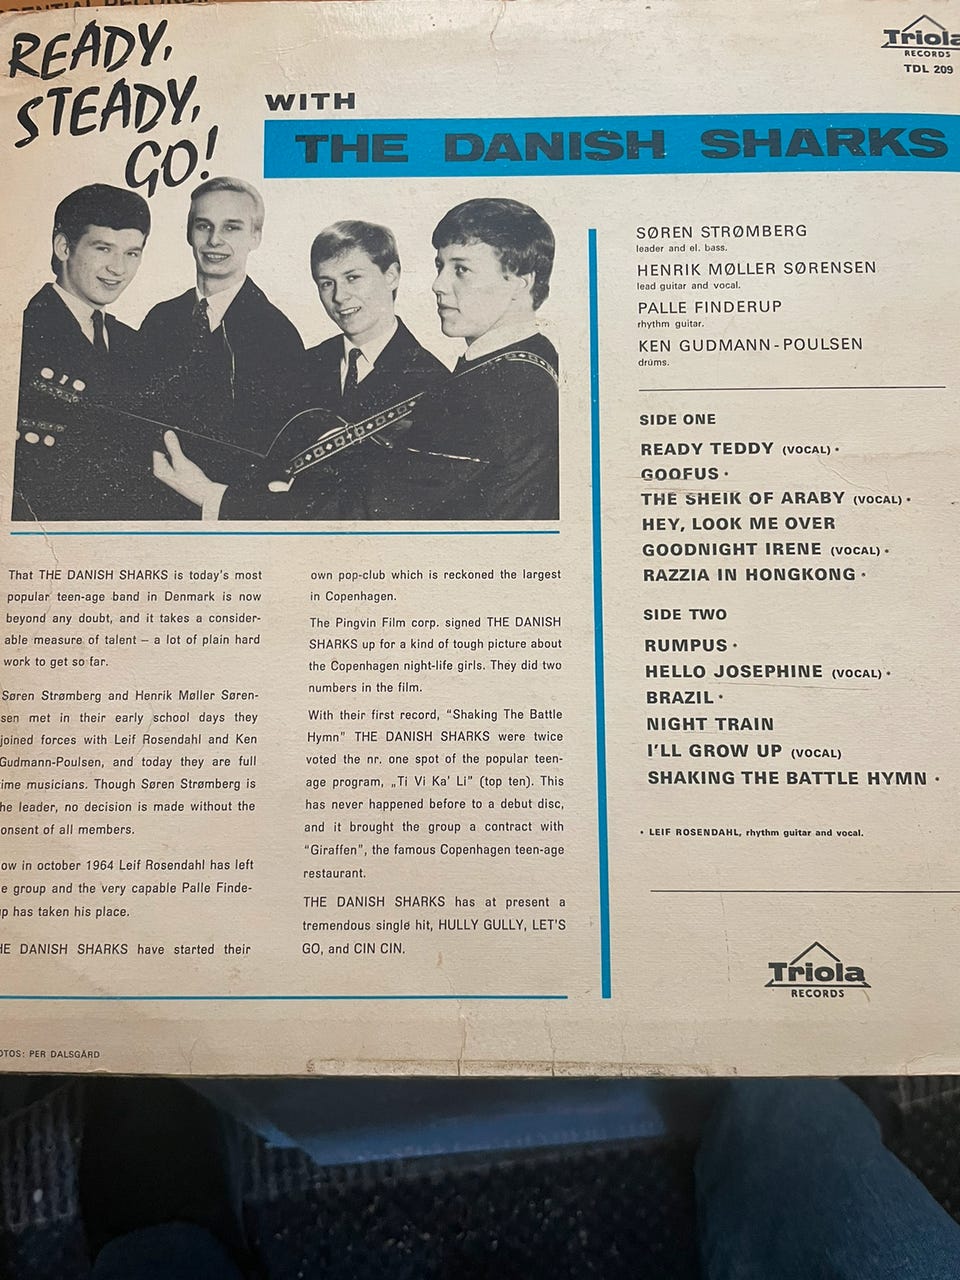 READY,
STEADY,
GO!
WITH
THE DANISH SHARKS
Triola
RECORDS
TDL 209
SØREN STRØMBERG
leader and el. bass.
HENRIK MØLLER SØRENSEN
lead guitar and vocal.
PALLE FINDERUP
rhythm guitar.
KEN GUDMANN-POULSEN
drums.
SIDE ONE
READY TEDDY (VOCAL) •
GOOFUS •
THE SHEIK OF ARABY (VOCAL) •
HEY, LOOK ME OVER
GOODNIGHT IRENE (VOCAL) •
RAZZIA IN HONGKONG •
SIDE TWO
RUMPUS •
HELLO JOSEPHINE (VOCAL) •
BRAZIL •
NIGHT TRAIN
I'LL GROW UP (VOCAL)
SHAKING THE BATTLE HYMN •
• LEIF ROSENDAHL, rhythm guitar and vocal.
Triola
RECORDS
That THE DANISH SHARKS is today's most
popular teen-age band in Denmark is now
beyond any doubt, and it takes a consider-
able measure of talent – a lot of plain hard
work to get so far.
Søren Strømberg and Henrik Møller Søren-
sen met in their early school days they
joined forces with Leif Rosendahl and Ken
Gudmann-Poulsen, and today they are full
ime musicians. Though Søren Strømberg is
he leader, no decision is made without the
onsent of all members.
ow in october 1964 Leif Rosendahl has left
e group and the very capable Palle Finde-
up has taken his place.
HE DANISH SHARKS have started their
own pop-club which is reckoned the largest
in Copenhagen.
The Pingvin Film corp. signed THE DANISH
SHARKS up for a kind of tough picture about
the Copenhagen night-life girls. They did two
numbers in the film.
With their first record, "Shaking The Battle
Hymn" THE DANISH SHARKS were twice
voted the nr. one spot of the popular teen-
age program, „Ti Vi Ka' Li" (top ten). This
has never happened before to a debut disc,
and it brought the group a contract with
"Giraffen", the famous Copenhagen teen-age
restaurant.
THE DANISH SHARKS has at present a
tremendous single hit, HULLY GULLY, LET'S
GO, and CIN CIN.
OTOS: PER DALSGÅRD